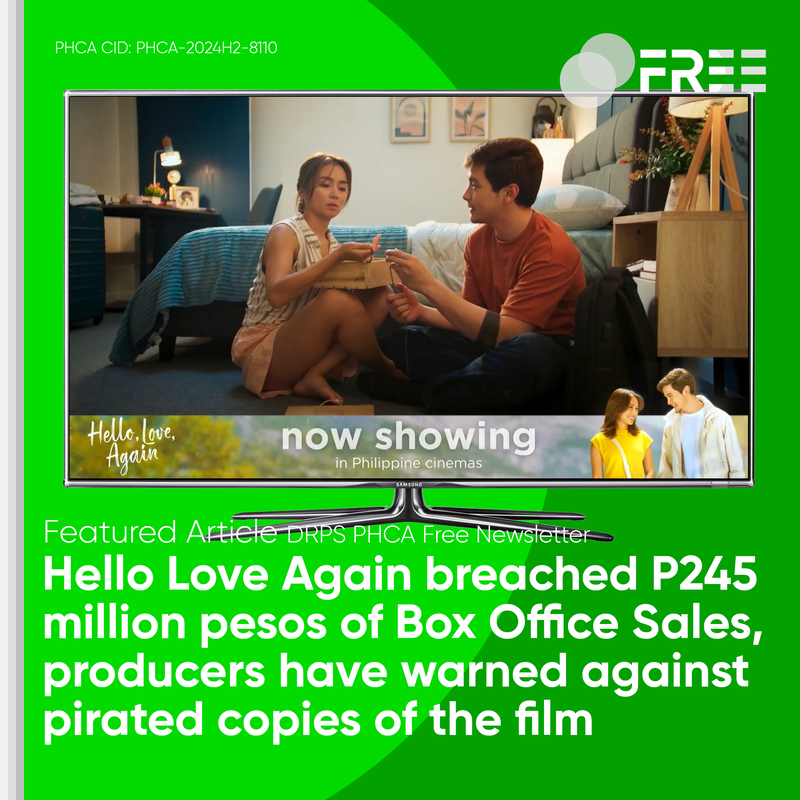 PHCA CID: PHCA-2024H2-8110
FREE
Hello, Love,
Again
now showing
in Philippine cinemas
SAMSUNG
Featured Article DRPS PHCA Free Newsletter
Hello Love Again breached P245
million pesos of Box Office Sales,
producers have warned against
pirated copies of the film